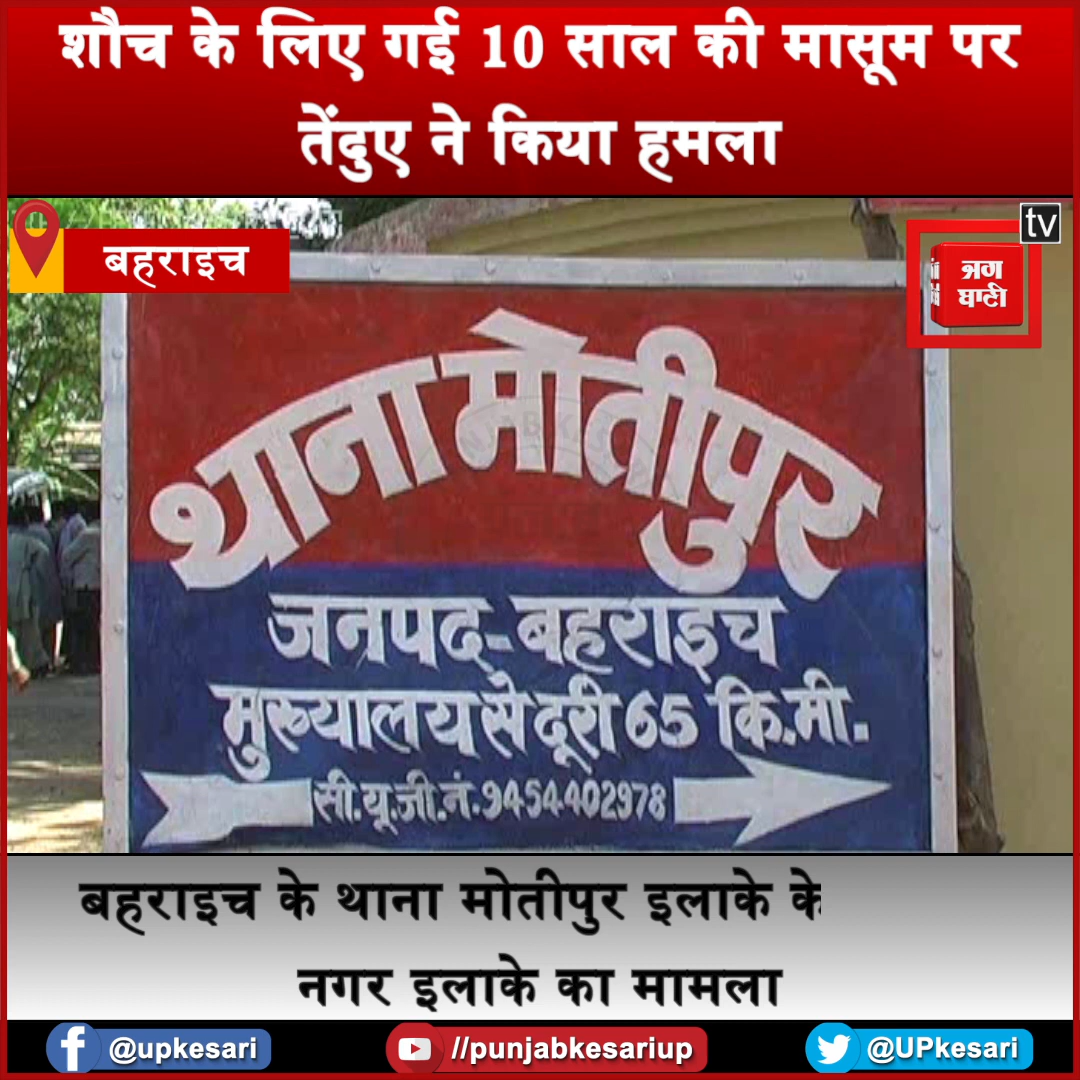 शौच के लिए गई 10 साल की मासूम पर
तेंदुए ने किया हमला
बहराइच
tv
थाना मोतीपुर
जनपद-बहराइच
मुख्यालय से दूरी 65 कि.मी.
सी.यू.जी.नं.9454402978
बहराइच के थाना मोतीपुर इलाके के
नगर इलाके का मामला
@upkesari
//punjabkesariup
@UPkesari